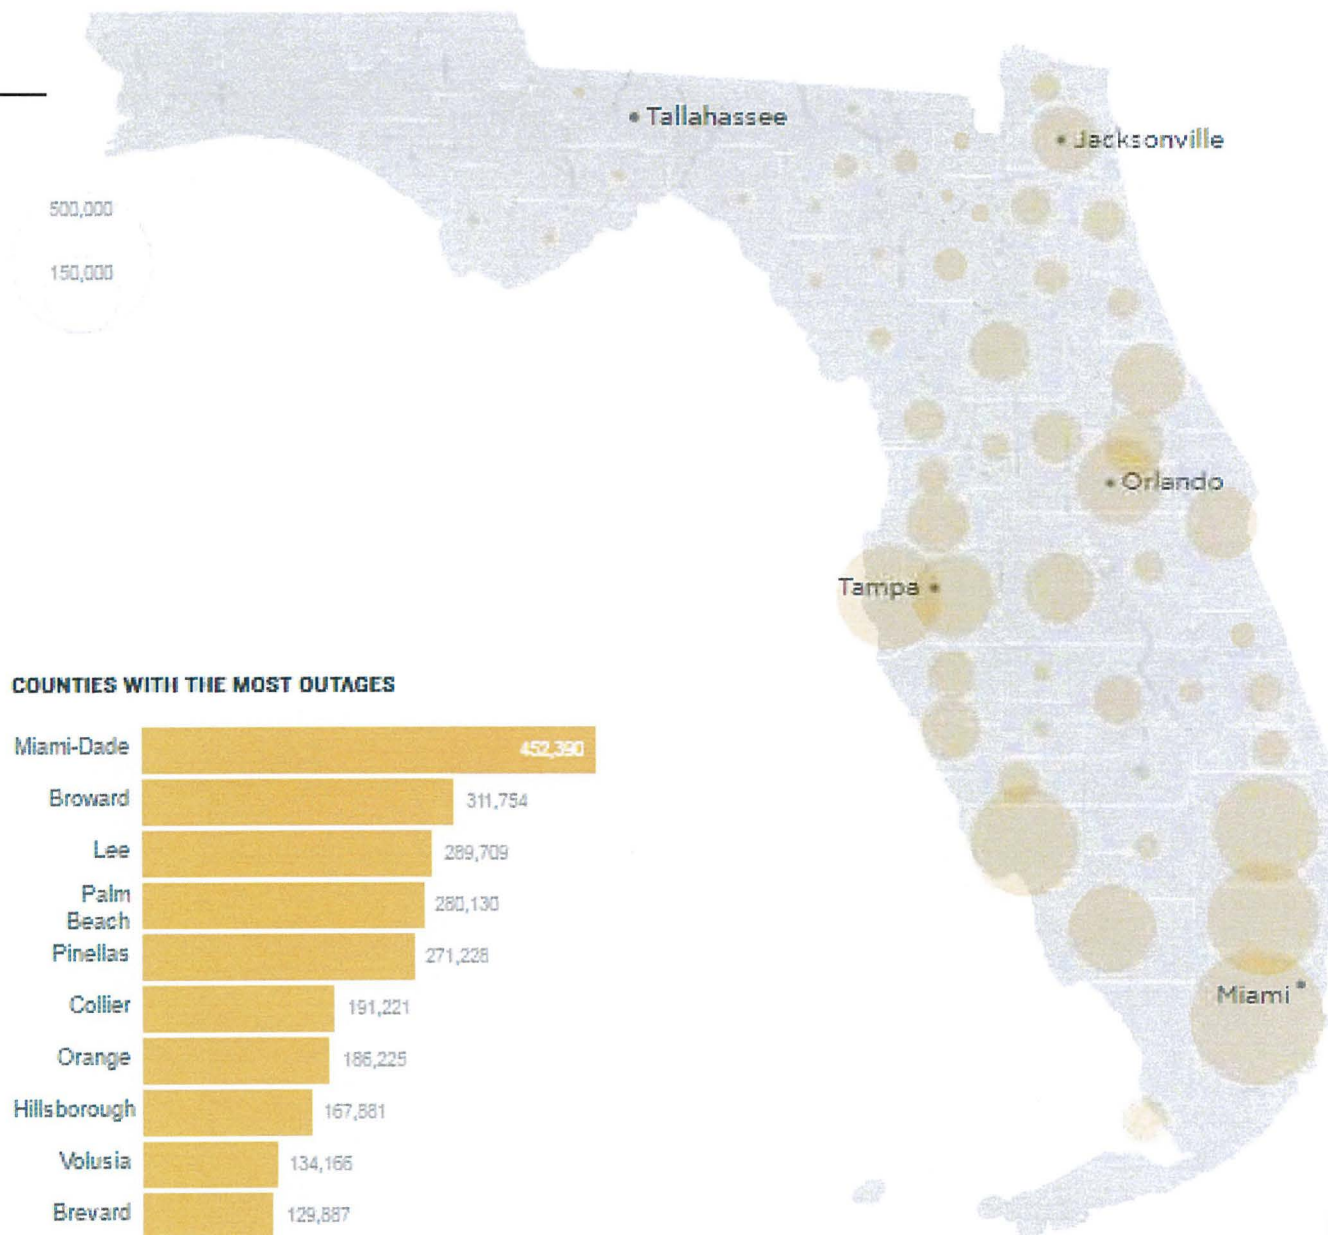 Tallahassee
Jacksonville
500,000
150,000
Orlando
Tampa
COUNTIES WITH THE MOST OUTAGES
Miami-Dade 452,390
Broward 311,754
Lee 289,709
Palm
Beach 280,130
Pinellas 271,228
Collier 191,221
Orange 186,225
Hillsborough 167,881
Volusia 134,166
Brevard 129,887
Miami